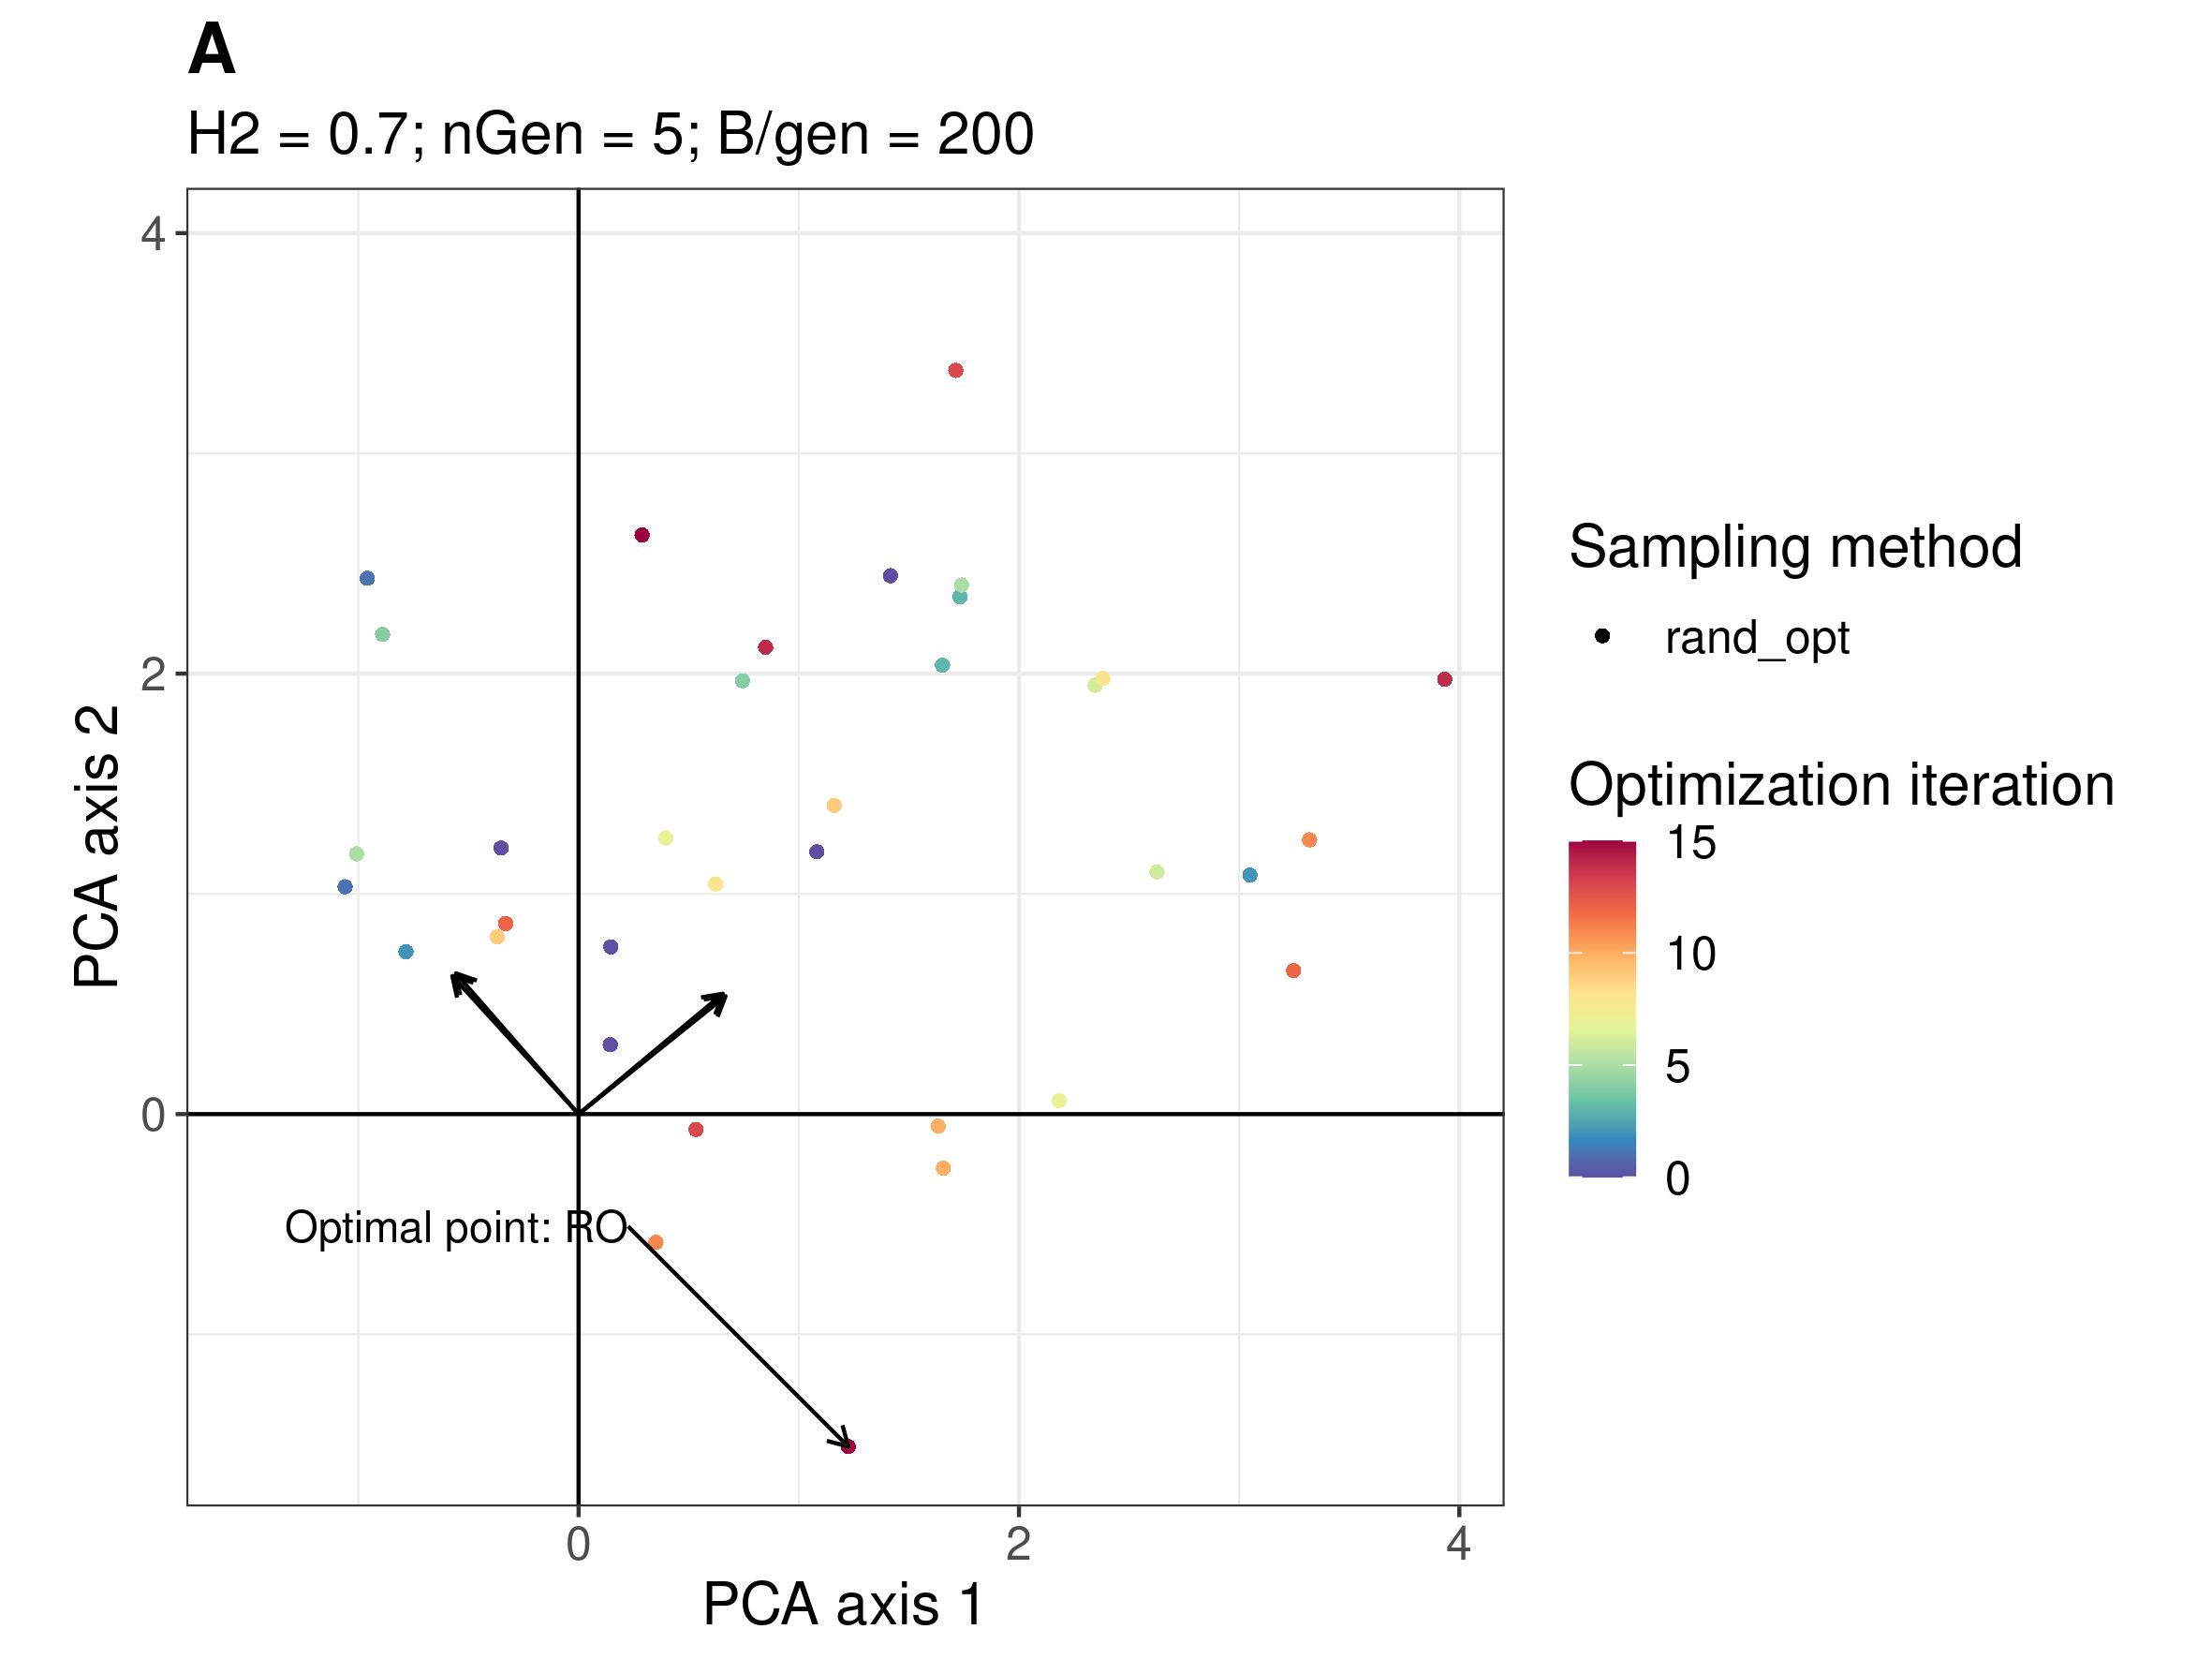 A
H2 = 0.7; nGen = 5; B/gen = 200
4
2
0
PCA axis 2
Optimal point: RO
0 2 4
PCA axis 1
Sampling method
rand_opt
Optimization iteration
15
10
5
0